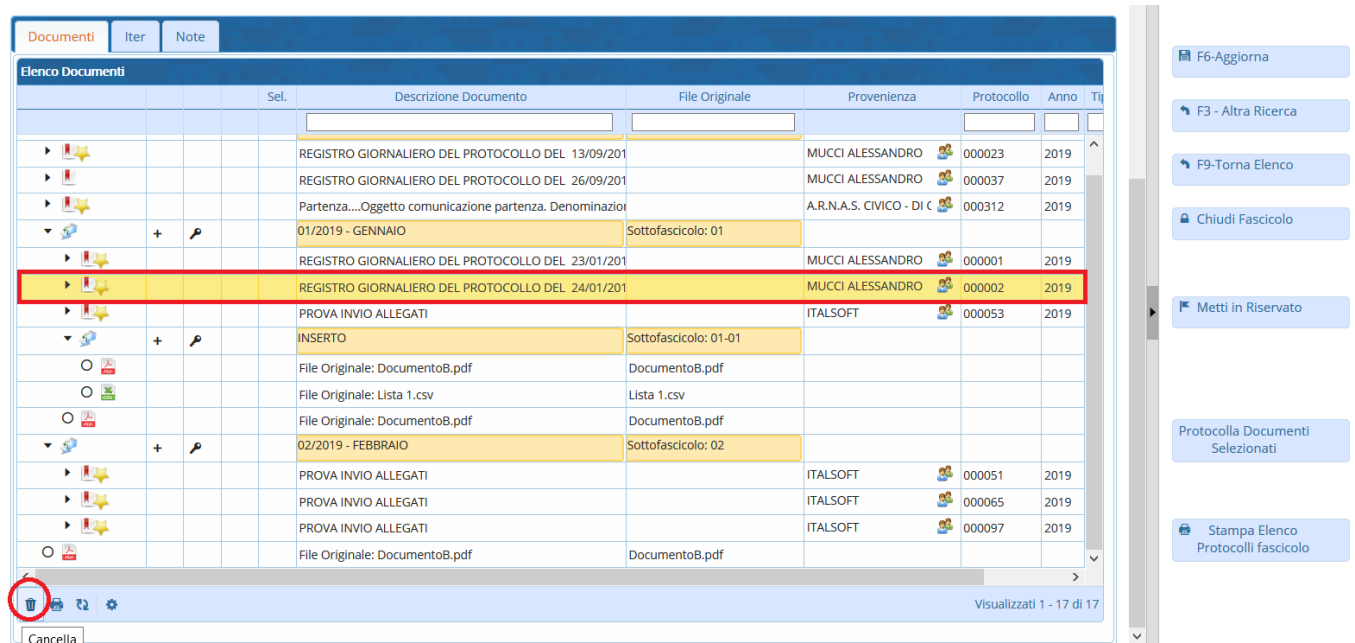 Documenti Iter Note
Elenco Documenti
Sel. Descrizione Documento File Originale Provenienza Protocollo Anno
REGISTRO GIORNALIERO DEL PROTOCOLLO DEL 13/09/201 MUCCI ALESSANDRO 000023 2019
REGISTRO GIORNALIERO DEL PROTOCOLLO DEL 26/09/201 MUCCI ALESSANDRO 000037 2019
Partenza....Oggetto comunicazione partenza. Denominazion A.R.N.A.S. CIVICO - DI C 000312 2019
01/2019 - GENNAIO Sottofascicolo: 01
+
REGISTRO GIORNALIERO DEL PROTOCOLLO DEL 23/01/201 MUCCI ALESSANDRO 000001 2019
REGISTRO GIORNALIERO DEL PROTOCOLLO DEL 24/01/201 MUCCI ALESSANDRO 000002 2019
PROVA INVIO ALLEGATI ITALSOFT 000053 2019
+ INSERTO Sottofascicolo: 01-01
File Originale: DocumentoB.pdf DocumentoB.pdf
File Originale: Lista 1.csv Lista 1.csv
File Originale: DocumentoB.pdf DocumentoB.pdf
+ 02/2019 - FEBBRAIO Sottofascicolo: 02
PROVA INVIO ALLEGATI ITALSOFT 000051 2019
PROVA INVIO ALLEGATI ITALSOFT 000065 2019
PROVA INVIO ALLEGATI ITALSOFT 000097 2019
File Originale: DocumentoB.pdf DocumentoB.pdf
Visualizzati 1 - 17 di 17
Cancella
F6-Aggiorna
F3 - Altra Ricerca
F9-Torna Elenco
Chiudi Fascicolo
Metti in Riservato
Protocolla Documenti
Selezionati
Stampa Elenco
Protocolli fascicolo